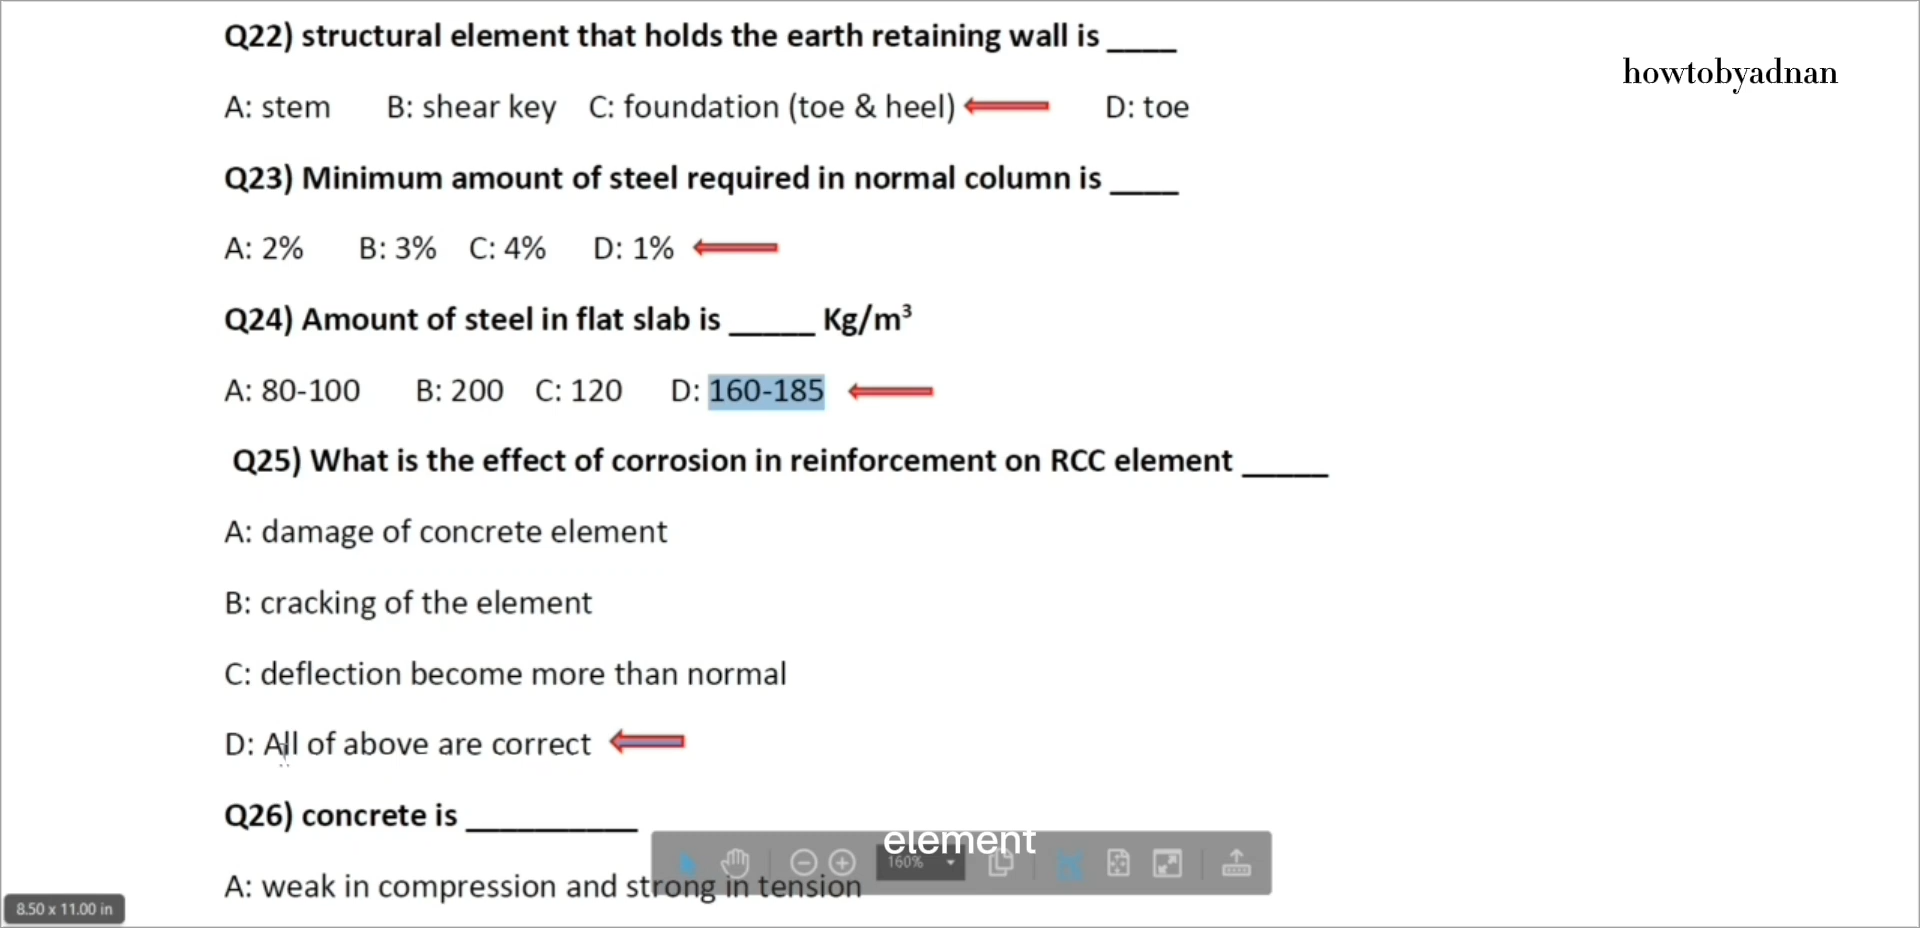 Q22) structural element that holds the earth retaining wall is ____
howtobyadnan
A: stem B: shear key C: foundation (toe & heel) D: toe
Q23) Minimum amount of steel required in normal column is ____
A: 2% B: 3% C: 4% D: 1%
Q24) Amount of steel in flat slab is _____ Kg/m³
A: 80-100 B: 200 C: 120 D: 160-185
Q25) What is the effect of corrosion in reinforcement on RCC element _____
A: damage of concrete element
B: cracking of the element
C: deflection become more than normal
D: All of above are correct
Q26) concrete is __________
element
160%
A: weak in compression and strong in tension
8.50 x 11.00 in